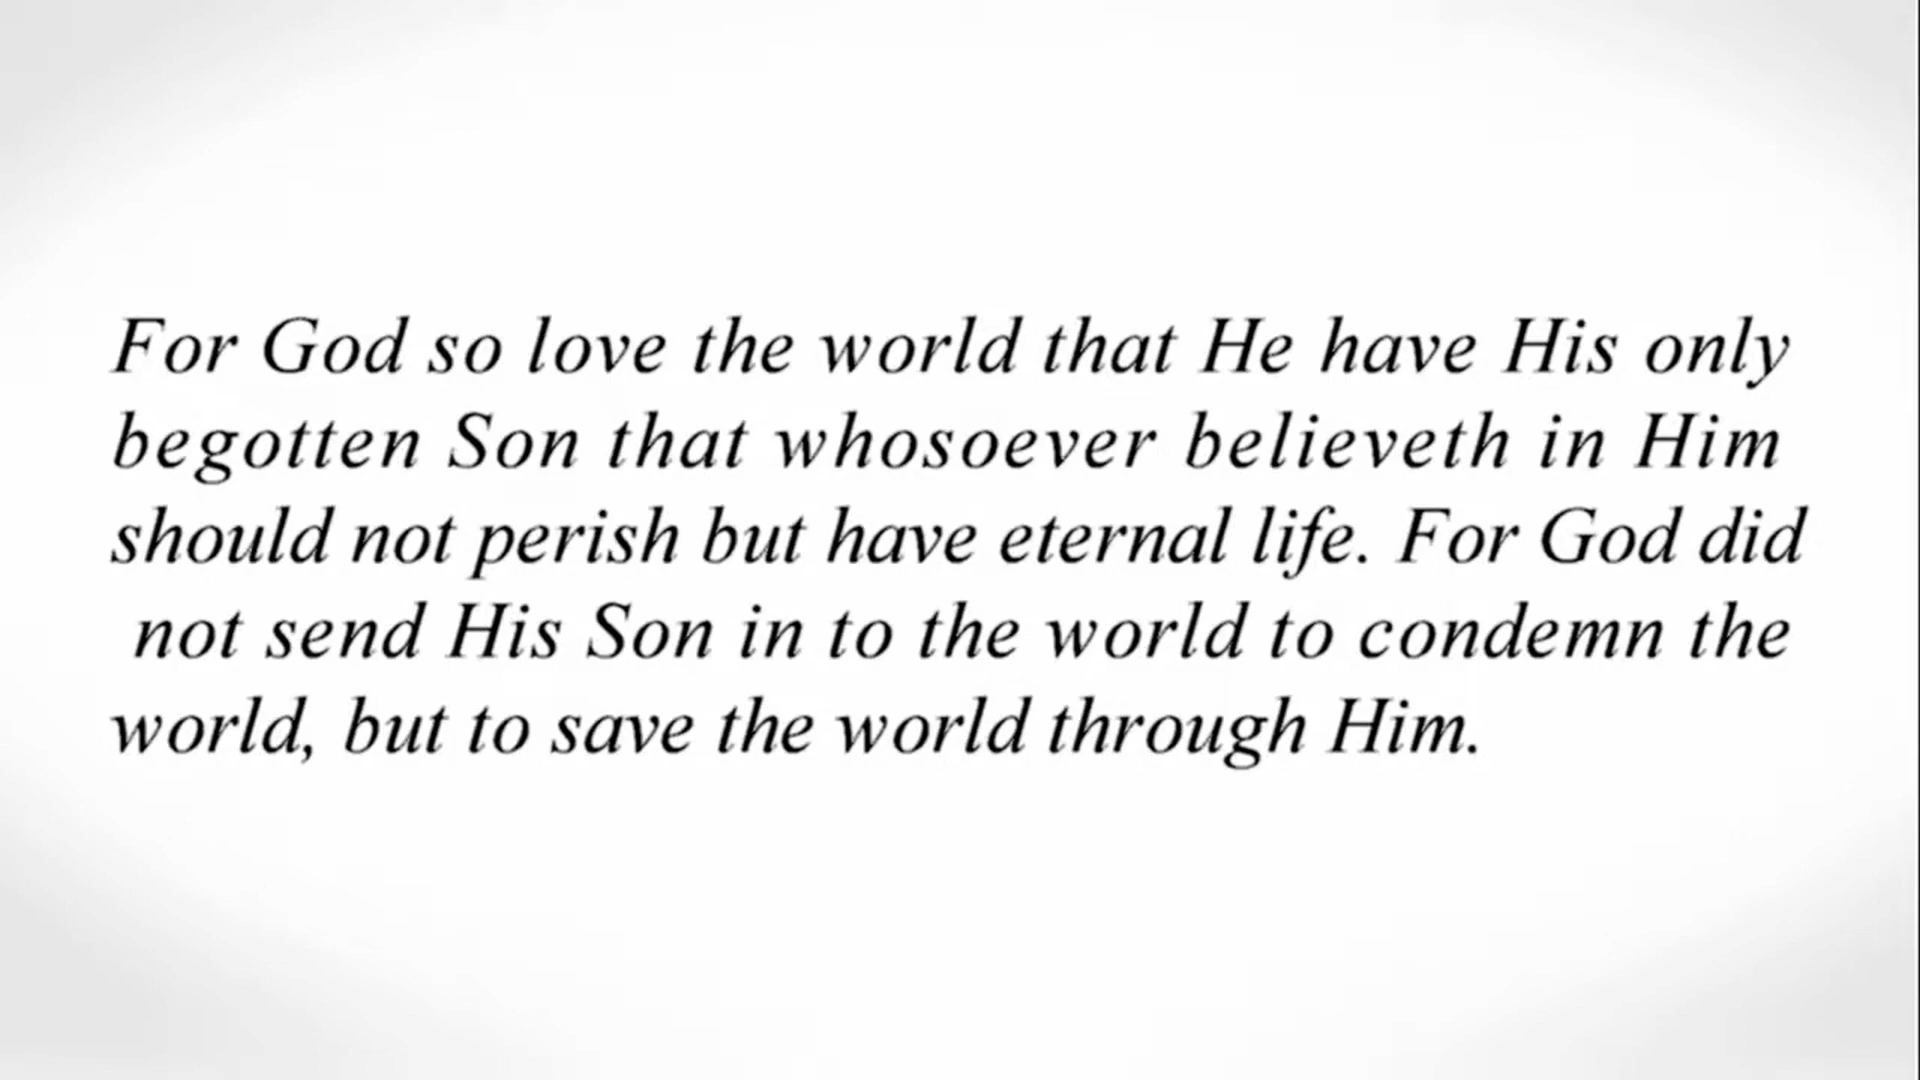 For God so love the world that He have His only
begotten Son that whosoever believeth in Him
should not perish but have eternal life. For God did
not send His Son in to the world to condemn the
world, but to save the world through Him.